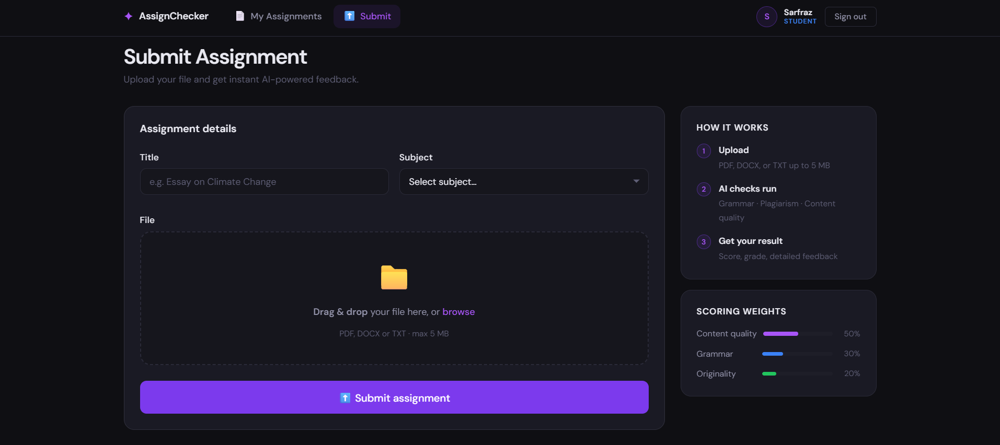 AssignChecker
My Assignments
Submit
S
Sarfraz
STUDENT
Sign out
Submit Assignment
Upload your file and get instant AI-powered feedback.
Assignment details
Title
e.g. Essay on Climate Change
Subject
Select subject...
File
Drag & drop your file here, or browse
PDF, DOCX or TXT · max 5 MB
Submit assignment
HOW IT WORKS
1
Upload
PDF, DOCX, or TXT up to 5 MB
2
AI checks run
Grammar · Plagiarism · Content
quality
3
Get your result
Score, grade, detailed feedback
SCORING WEIGHTS
Content quality 50%
Grammar 30%
Originality 20%